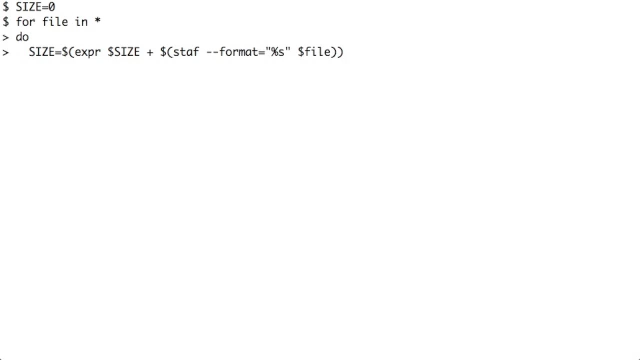 $ SIZE=0
$ for file in *
> do
>   SIZE=$(expr $SIZE + $(staf --format="%s" $file))